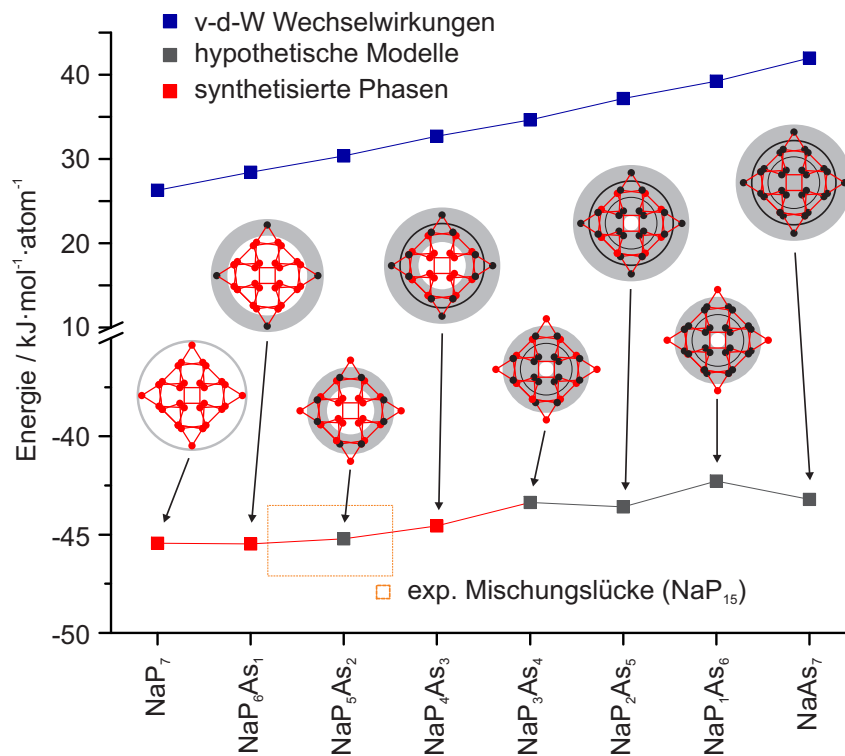 v-d-W Wechselwirkungen
hypothetische Modelle
synthetisierte Phasen
Energie / kJ·mol⁻¹·atom⁻¹
40
30
20
10
-40
-45
-50
exp. Mischungslücke (NaP₁₅)
NaP₇
NaP₆As₁
NaP₅As₂
NaP₄As₃
NaP₃As₄
NaP₂As₅
NaP₁As₆
NaAs₇